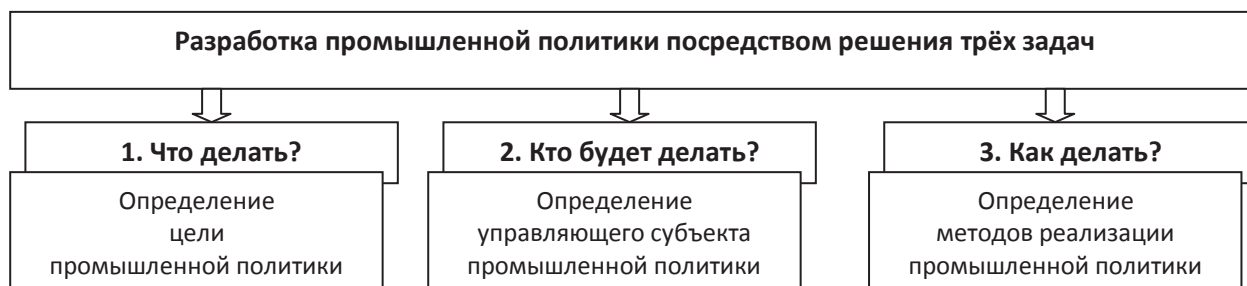 Разработка промышленной политики посредством решения трёх задач
1. Что делать?
Определение
цели
промышленной политики
2. Кто будет делать?
Определение
управляющего субъекта
промышленной политики
3. Как делать?
Определение
методов реализации
промышленной политики